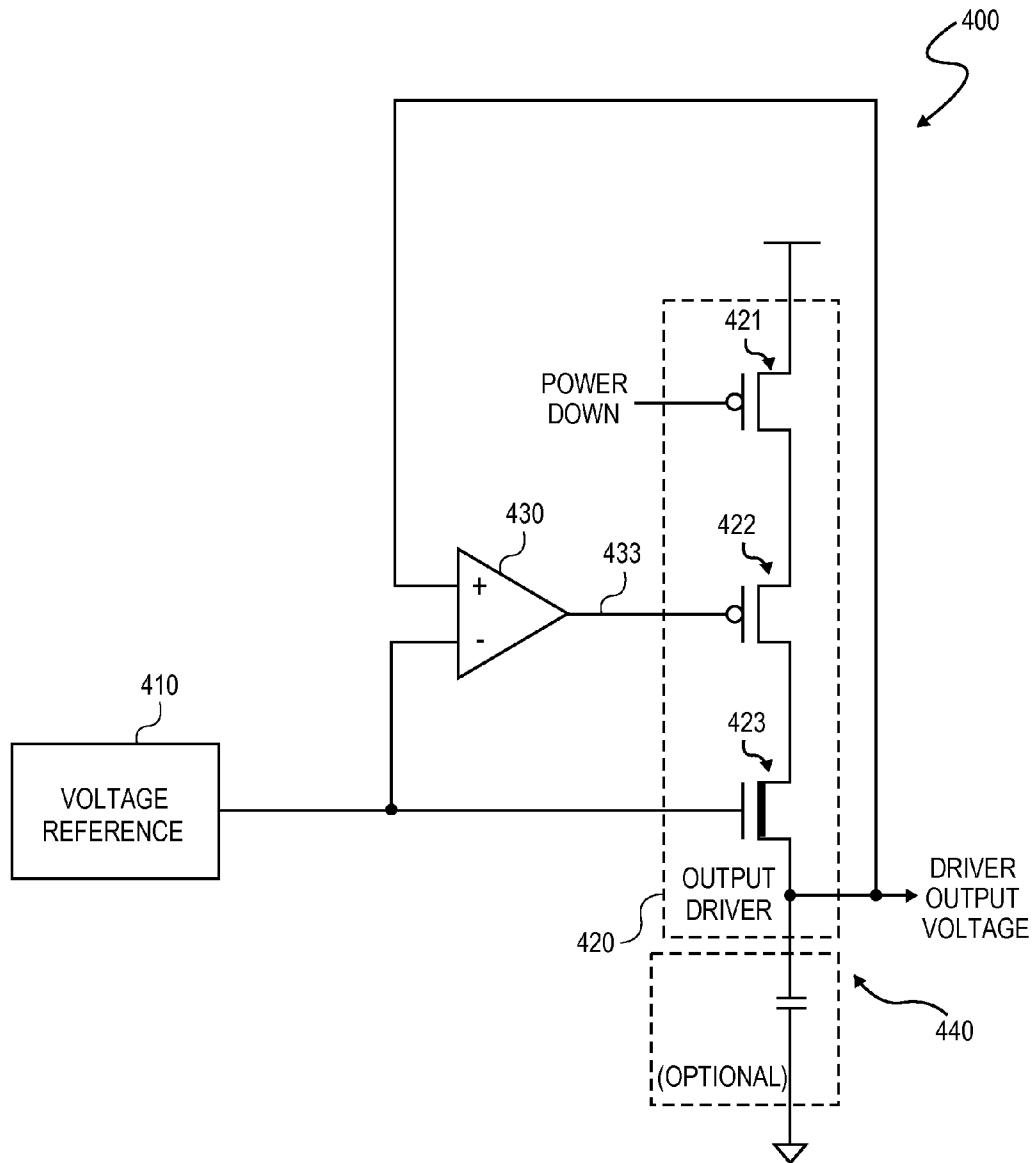 400
421
POWER
DOWN
430
433
422
+
-
410
423
VOLTAGE
REFERENCE
OUTPUT
DRIVER
DRIVER
OUTPUT
VOLTAGE
420
440
(OPTIONAL)